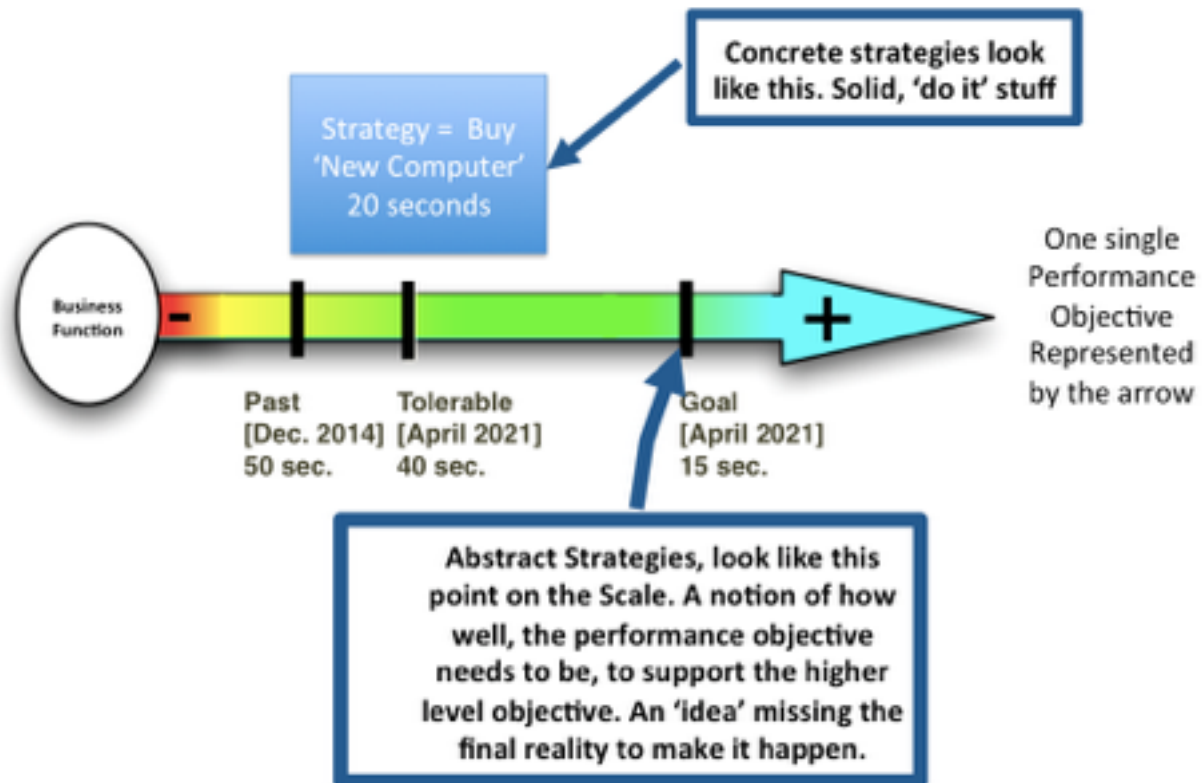 Concrete strategies look
like this. Solid, ‘do it’ stuff
Strategy = Buy
‘New Computer’
20 seconds
Business
Function
-
+
One single
Performance
Objective
Represented
by the arrow
Past
[Dec. 2014]
50 sec.
Tolerable
[April 2021]
40 sec.
Goal
[April 2021]
15 sec.
Abstract Strategies, look like this
point on the Scale. A notion of how
well, the performance objective
needs to be, to support the higher
level objective. An ‘idea’ missing the
final reality to make it happen.